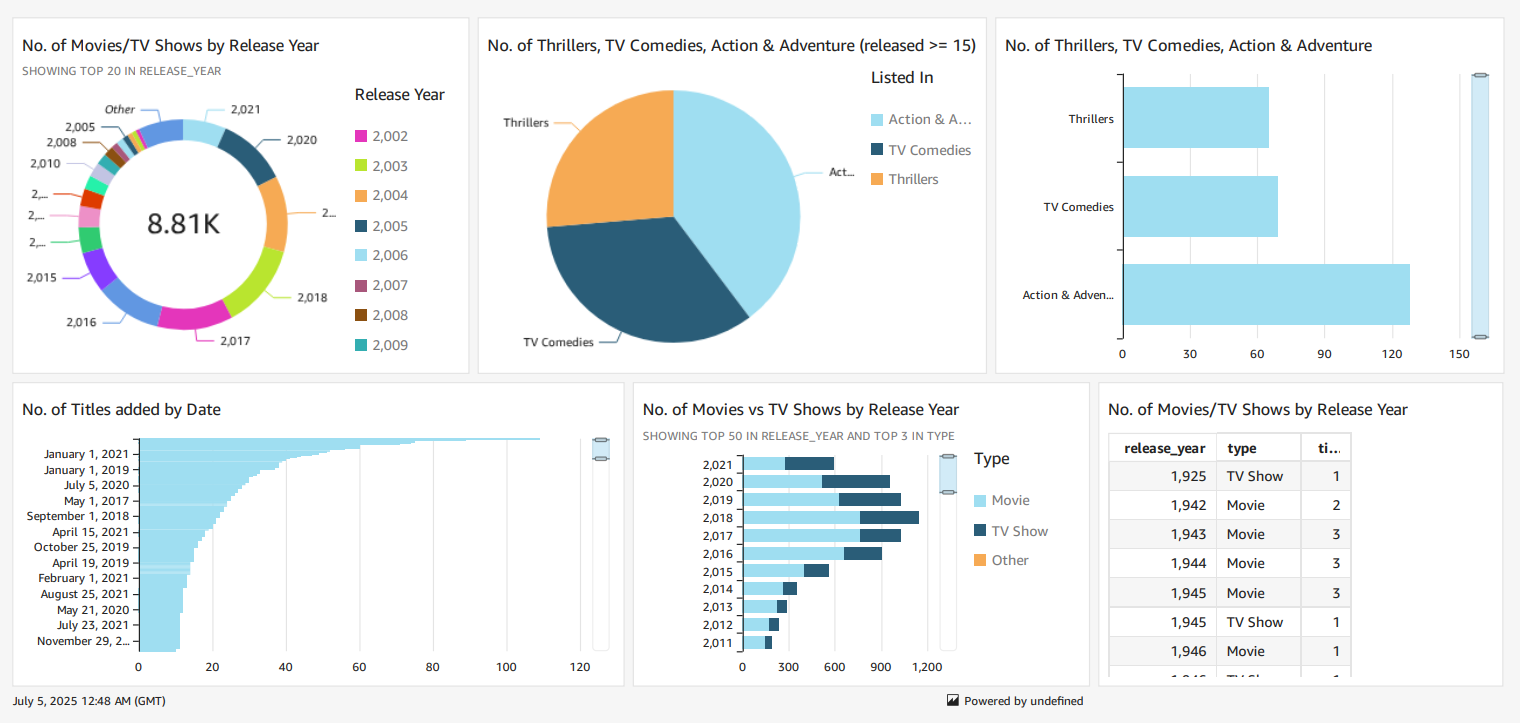 No. of Movies/TV Shows by Release Year
SHOWING TOP 20 IN RELEASE_YEAR
Release Year
Other
2,021
2,005
2,020
2,008
2,010
2,...
2...
2,...
2,...
2,015
2,018
2,016
2,017
8.81K
2,002
2,003
2,004
2,005
2,006
2,007
2,008
2,009
No. of Thrillers, TV Comedies, Action & Adventure (released >= 15)
Listed In
Thrillers
Act...
TV Comedies
Action & A...
TV Comedies
Thrillers
No. of Thrillers, TV Comedies, Action & Adventure
Thrillers
TV Comedies
Action & Adven...
0 30 60 90 120 150
No. of Titles added by Date
January 1, 2021
January 1, 2019
July 5, 2020
May 1, 2017
September 1, 2018
April 15, 2021
October 25, 2019
April 19, 2019
February 1, 2021
August 25, 2021
May 21, 2020
July 23, 2021
November 29, 2...
0 20 40 60 80 100 120
No. of Movies vs TV Shows by Release Year
SHOWING TOP 50 IN RELEASE_YEAR AND TOP 3 IN TYPE
2,021
2,020
2,019
2,018
2,017
2,016
2,015
2,014
2,013
2,012
2,011
0 300 600 900 1,200
Type
Movie
TV Show
Other
No. of Movies/TV Shows by Release Year
release_year type ti...
1,925 TV Show 1
1,942 Movie 2
1,943 Movie 3
1,944 Movie 3
1,945 Movie 3
1,945 TV Show 1
1,946 Movie 1
July 5, 2025 12:48 AM (GMT)
Powered by undefined